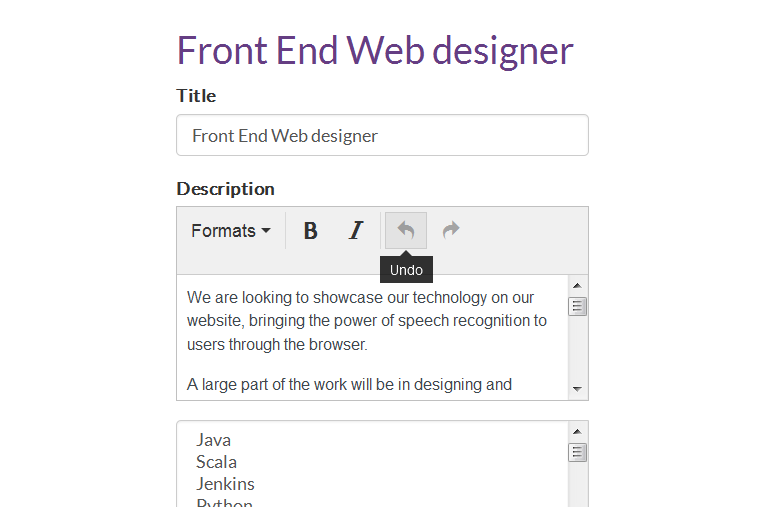 Front End Web designer
Title
Front End Web designer
Description
Formats B I
Undo
We are looking to showcase our technology on our
website, bringing the power of speech recognition to
users through the browser.
A large part of the work will be in designing and
Java
Scala
Jenkins
Python